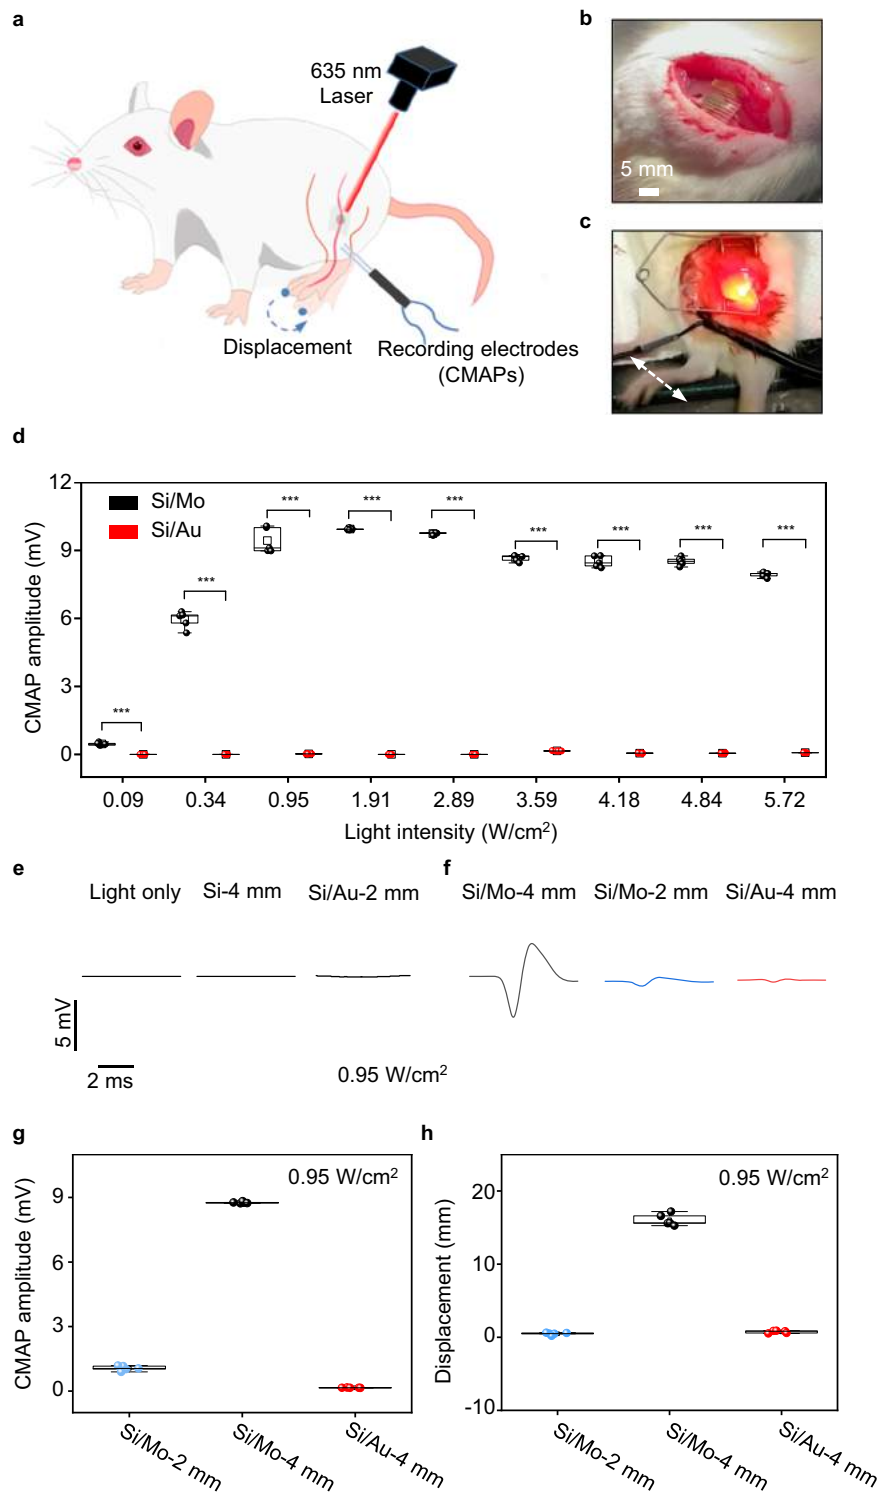 a
635 nm
Laser
Displacement
Recording electrodes
(CMAPs)
b
5 mm
c
d
CMAP amplitude (mV)
12
9
6
3
0
Si/Mo
Si/Au
***
***
***
***
***
***
***
***
***
0.09
0.34
0.95
1.91
2.89
3.59
4.18
4.84
5.72
Light intensity (W/cm²)
e
Light only
Si-4 mm
Si/Au-2 mm
5 mV
2 ms
0.95 W/cm²
f
Si/Mo-4 mm
Si/Mo-2 mm
Si/Au-4 mm
g
CMAP amplitude (mV)
9
6
3
0
0.95 W/cm²
Si/Mo-2 mm
Si/Mo-4 mm
Si/Au-4 mm
h
Displacement (mm)
20
10
0
-10
0.95 W/cm²
Si/Mo-2 mm
Si/Mo-4 mm
Si/Au-4 mm